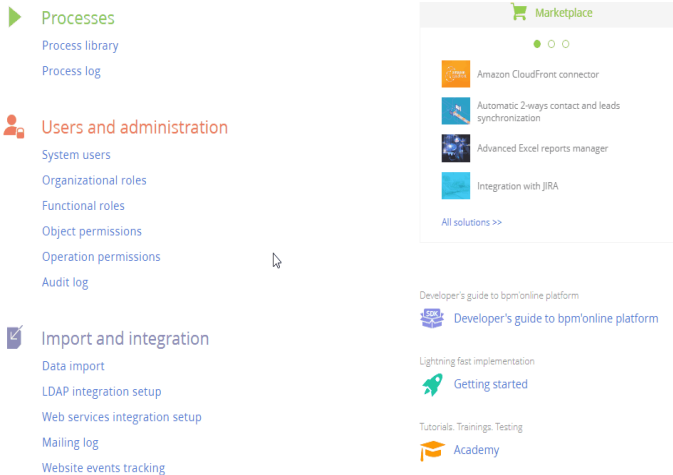 Processes
Process library
Process log
Users and administration
System users
Organizational roles
Functional roles
Object permissions
Operation permissions
Audit log
Import and integration
Data import
LDAP integration setup
Web services integration setup
Mailing log
Website events tracking
Marketplace
Amazon CloudFront connector
Automatic 2-ways contact and leads
synchronization
Advanced Excel reports manager
Integration with JIRA
All solutions >>
Developer's guide to bpm'online platform
SDK
Developer's guide to bpm'online platform
Lightning fast implementation
Getting started
Tutorials. Trainings. Testing
Academy